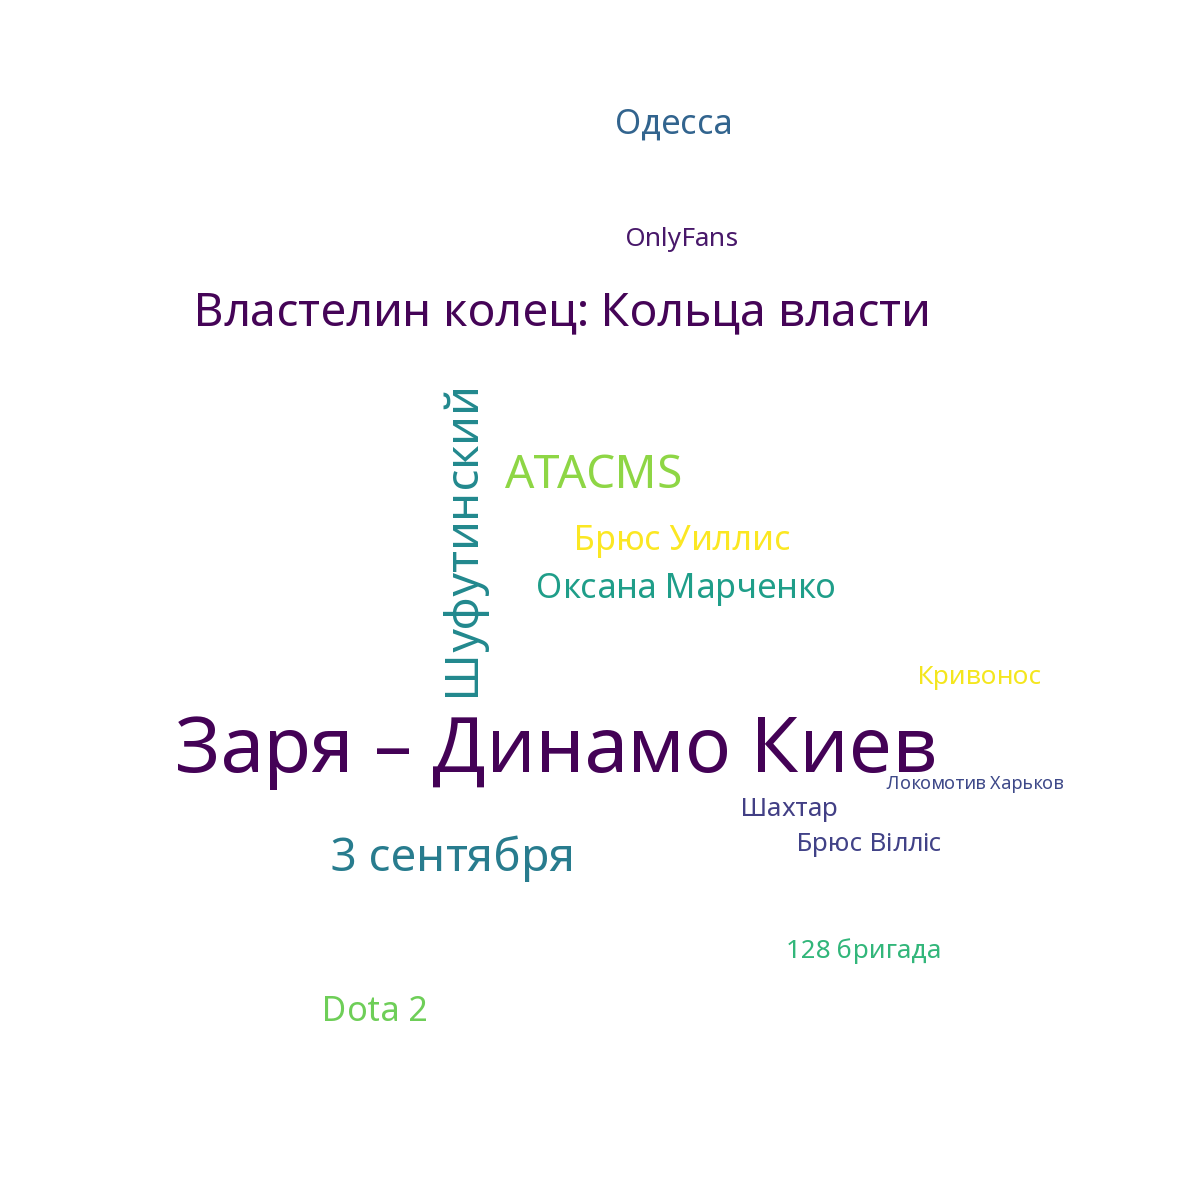 Одесса
OnlyFans
Властелин колец: Кольца власти
Шуфутинский
ATACMS
Брюс Уиллис
Оксана Марченко
Кривонос
Заря – Динамо Киев
Локомотив Харьков
Шахтар
Брюс Вілліс
3 сентября
128 бригада
Dota 2